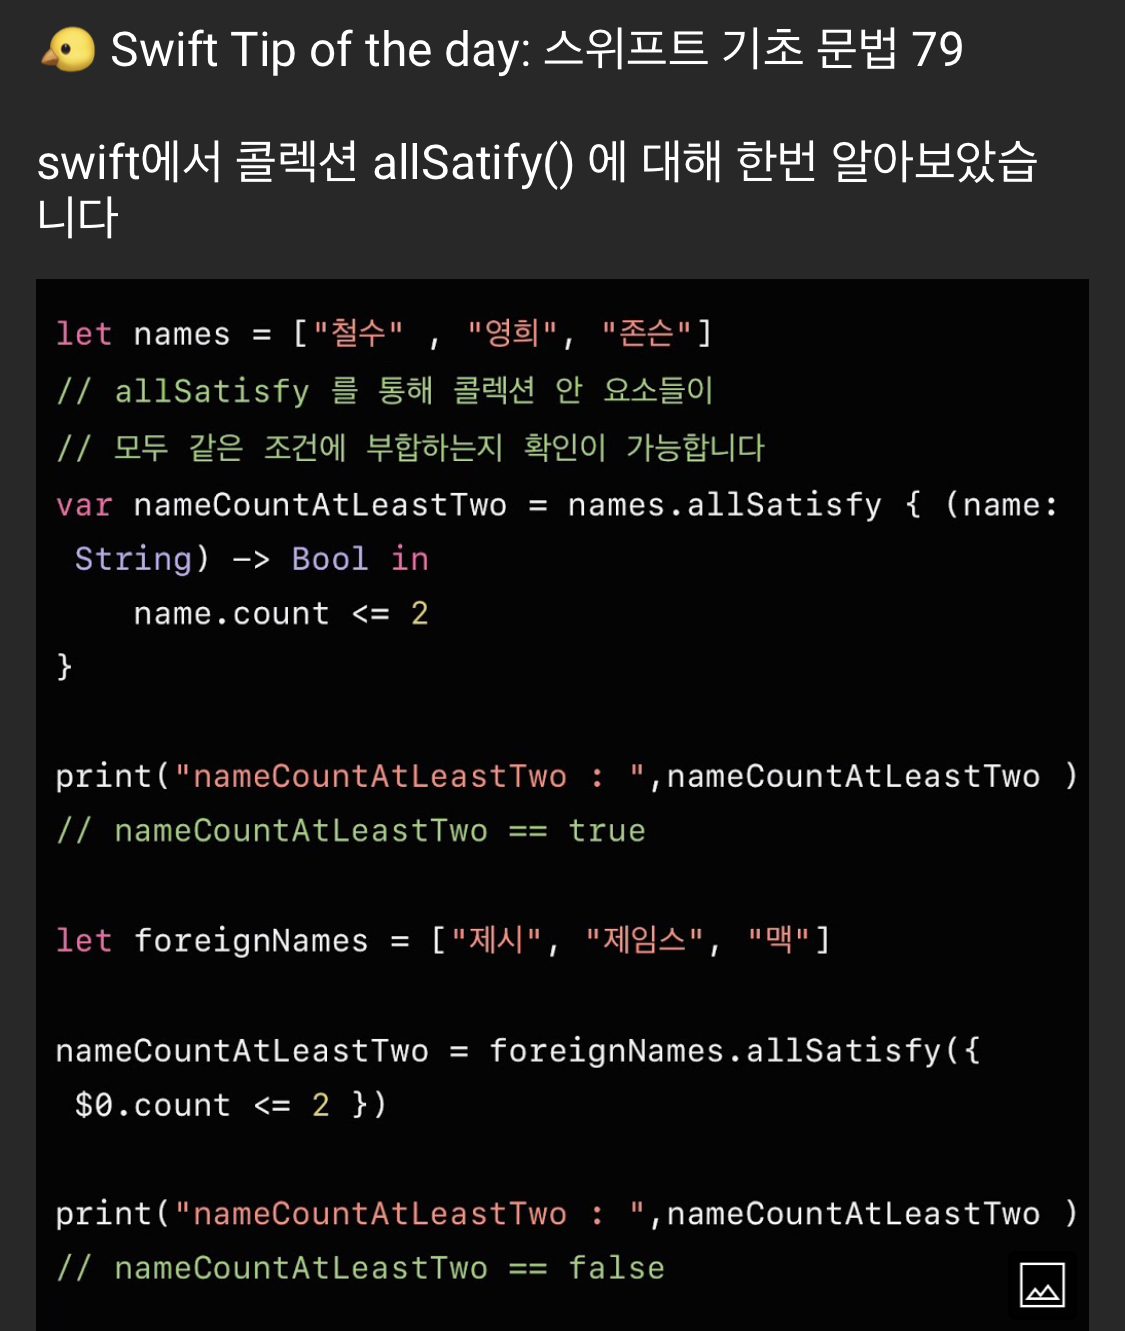 🐤 Swift Tip of the day: 스위프트 기초 문법 79
swift에서 콜렉션 allSatify() 에 대해 한번 알아보았습
니다
let names = ["철수" , "영희", "존슨"]
// allSatisfy 를 통해 콜렉션 안 요소들이
// 모두 같은 조건에 부합하는지 확인이 가능합니다
var nameCountAtLeastTwo = names.allSatisfy { (name:
String) -> Bool in
name.count <= 2
}
print("nameCountAtLeastTwo : ",nameCountAtLeastTwo )
// nameCountAtLeastTwo == true
let foreignNames = ["제시", "제임스", "맥"]
nameCountAtLeastTwo = foreignNames.allSatisfy({
$0.count <= 2 })
print("nameCountAtLeastTwo : ",nameCountAtLeastTwo )
// nameCountAtLeastTwo == false